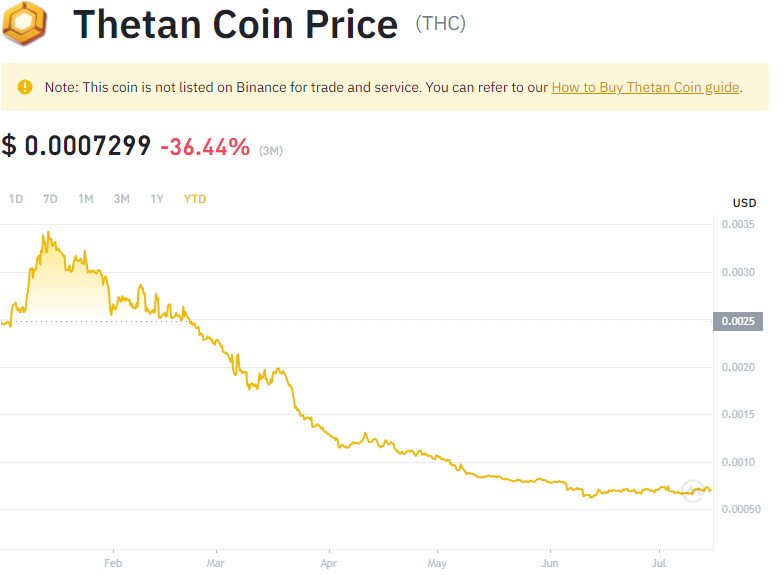 Thetan Coin Price (THC)
Note: This coin is not listed on Binance for trade and service. You can refer to our How to Buy Thetan Coin guide.
$ 0.0007299 -36.44% (3M)
1D 7D 1M 3M 1Y YTD
USD
0.0035
0.0030
0.0025
0.0020
0.0015
0.0010
0.00050
Feb Mar Apr May Jun Jul